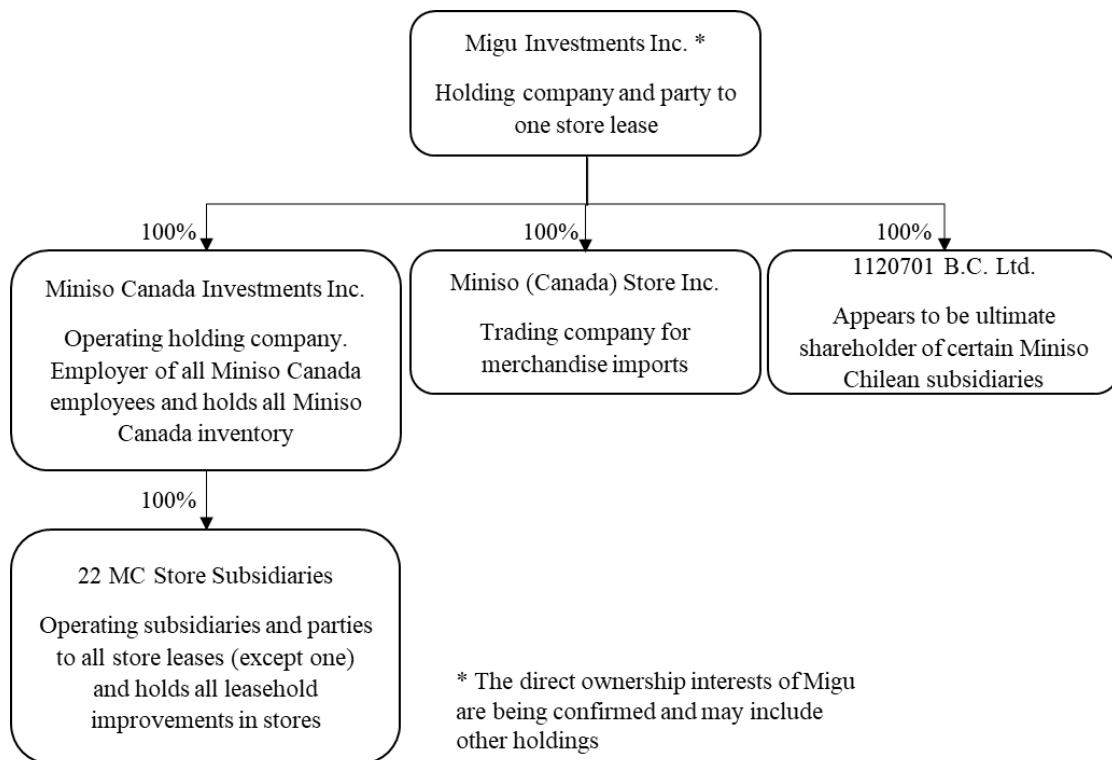 Migu Investments Inc. *
Holding company and party to
one store lease
100%
100%
100%
Miniso Canada Investments Inc.
Operating holding company.
Employer of all Miniso Canada
employees and holds all Miniso
Canada inventory
Miniso (Canada) Store Inc.
Trading company for
merchandise imports
1120701 B.C. Ltd.
Appears to be ultimate
shareholder of certain Miniso
Chilean subsidiaries
100%
22 MC Store Subsidiaries
Operating subsidiaries and parties
to all store leases (except one)
and holds all leasehold
improvements in stores
* The direct ownership interests of Migu
are being confirmed and may include
other holdings